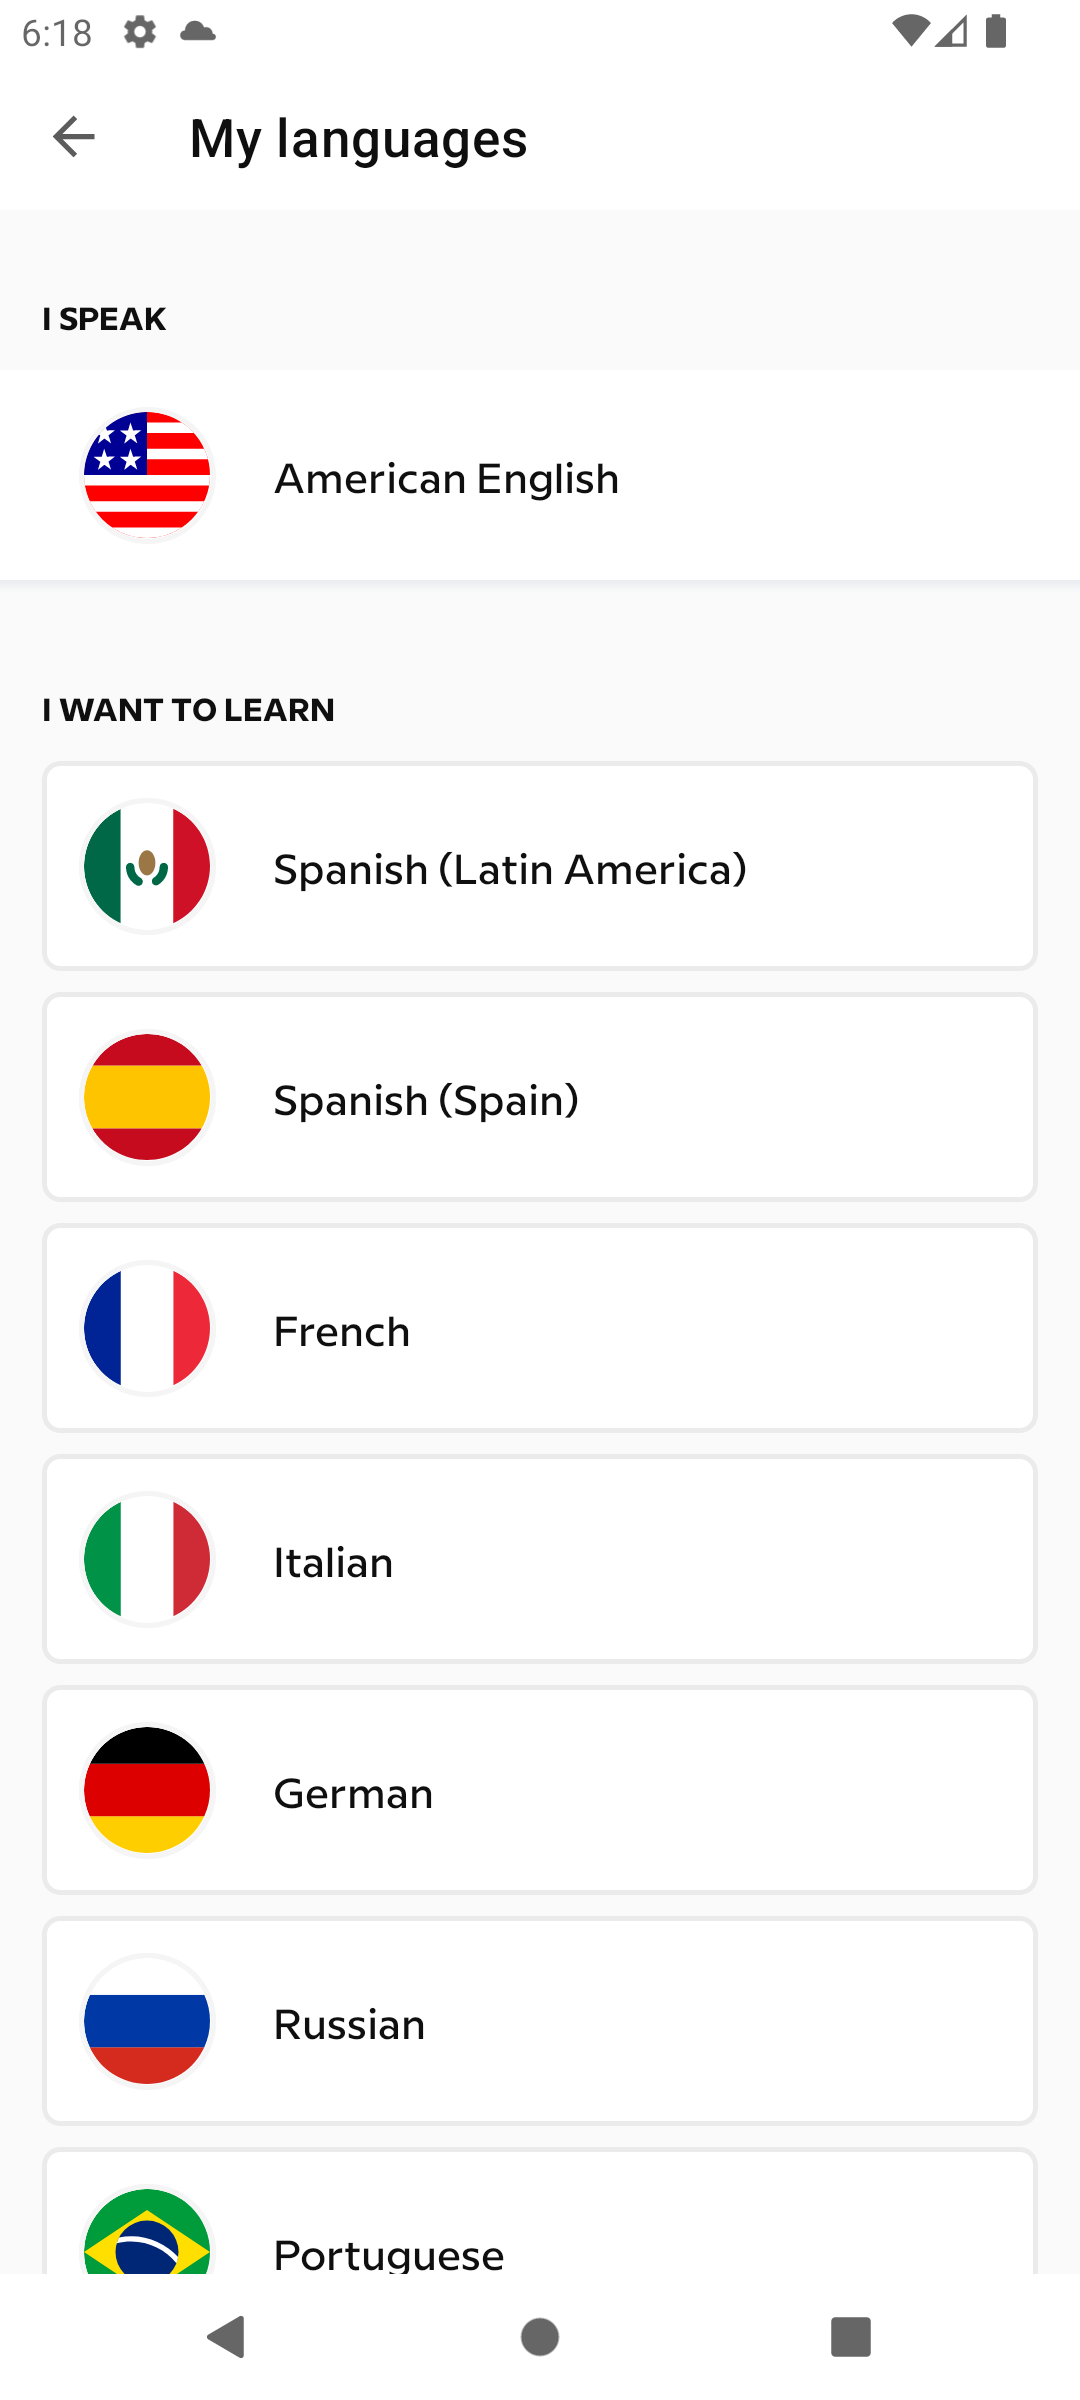 6:18
My languages
I SPEAK
American English
I WANT TO LEARN
Spanish (Latin America)
Spanish (Spain)
French
Italian
German
Russian
Portuguese